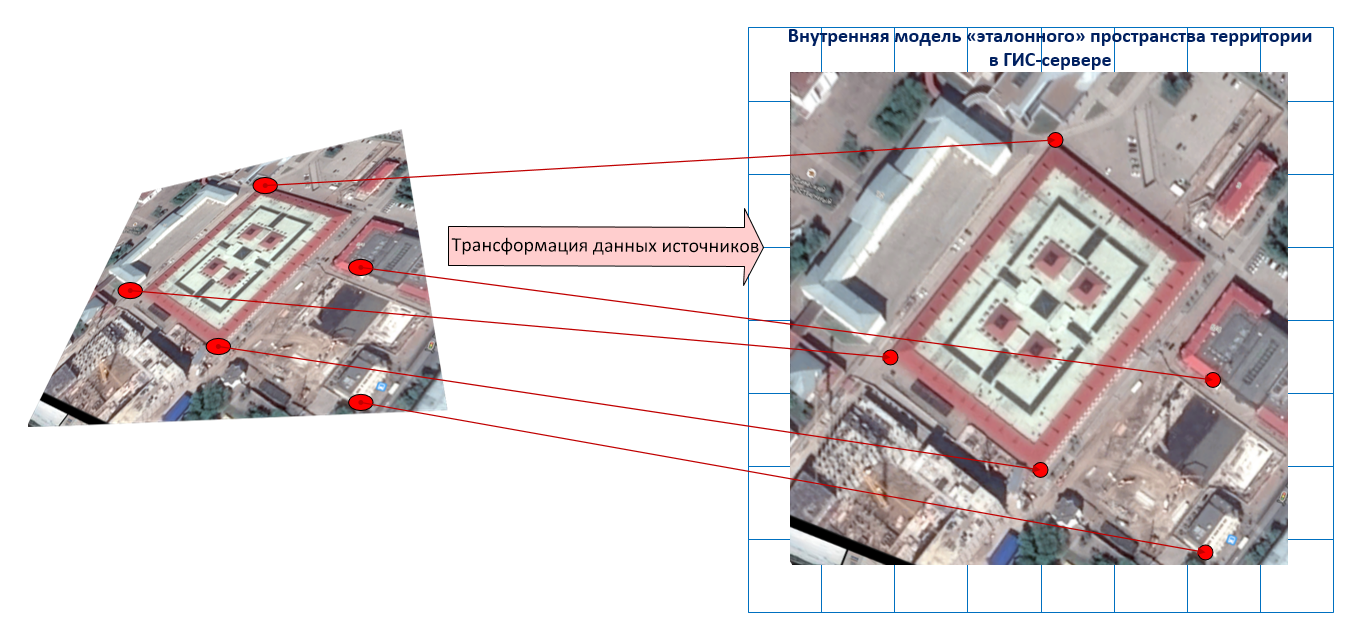 Внутренняя модель «эталонного» пространства территории
в ГИС-сервере
Трансформация данных источников